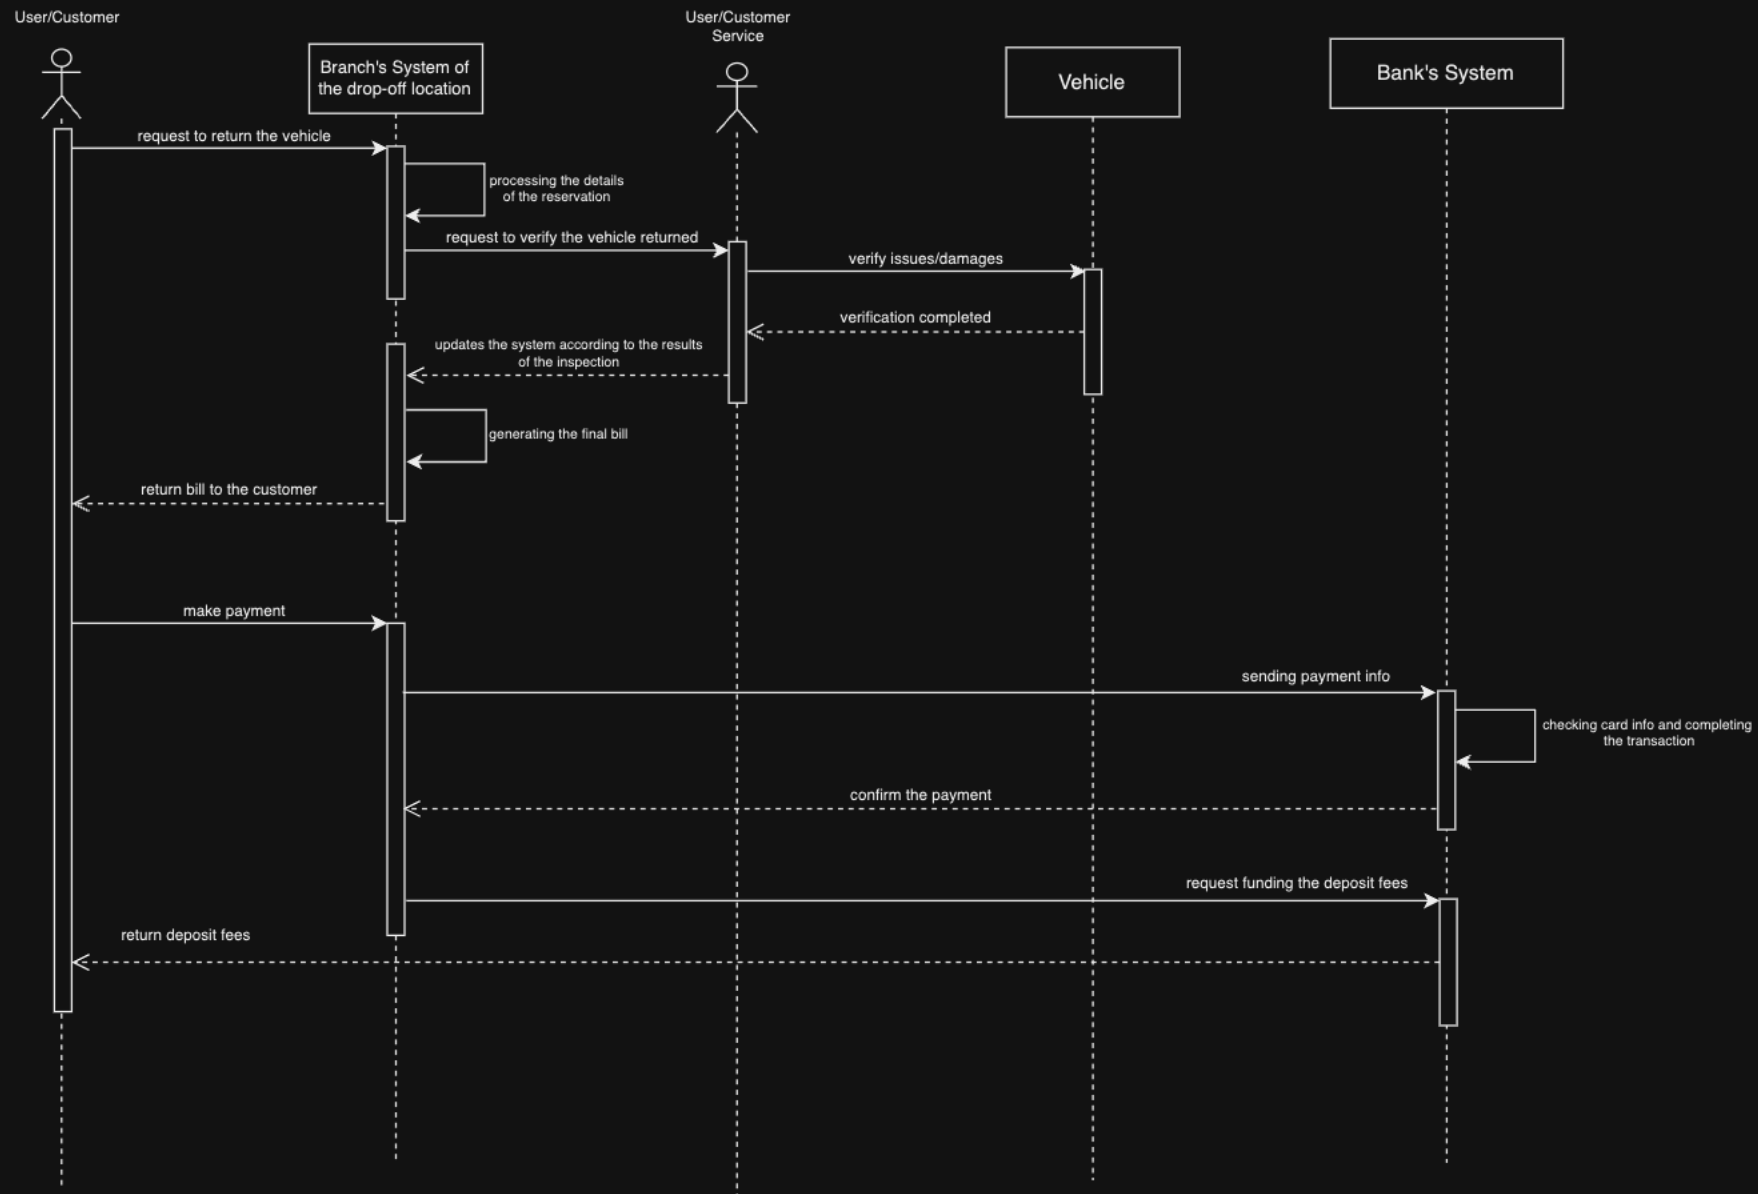 User/Customer
User/Customer
Service
Branch's System of
the drop-off location
Vehicle
Bank's System
request to return the vehicle
processing the details
of the reservation
request to verify the vehicle returned
verify issues/damages
verification completed
updates the system according to the results
of the inspection
generating the final bill
return bill to the customer
make payment
sending payment info
checking card info and completing
the transaction
confirm the payment
request funding the deposit fees
return deposit fees